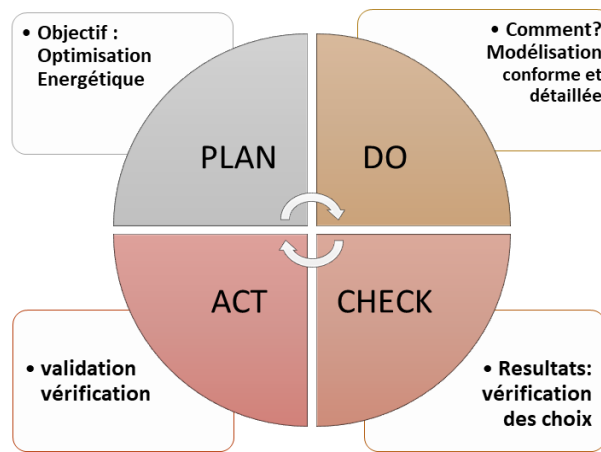 • Objectif :
Optimisation
Energétique
• Comment?
Modélisation
conforme et
détaillée
PLAN
DO
ACT
CHECK
• validation
vérification
• Resultats:
vérification
des choix